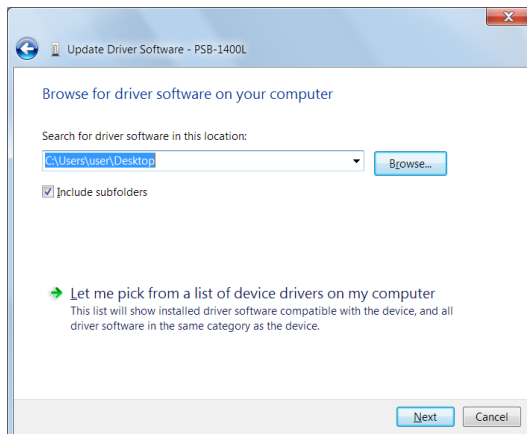 Update Driver Software - PSB-1400L
Browse for driver software on your computer
Search for driver software in this location:
C:\Users\user\Desktop
Browse...
Include subfolders
Let me pick from a list of device drivers on my computer
This list will show installed driver software compatible with the device, and all
driver software in the same category as the device.
Next
Cancel